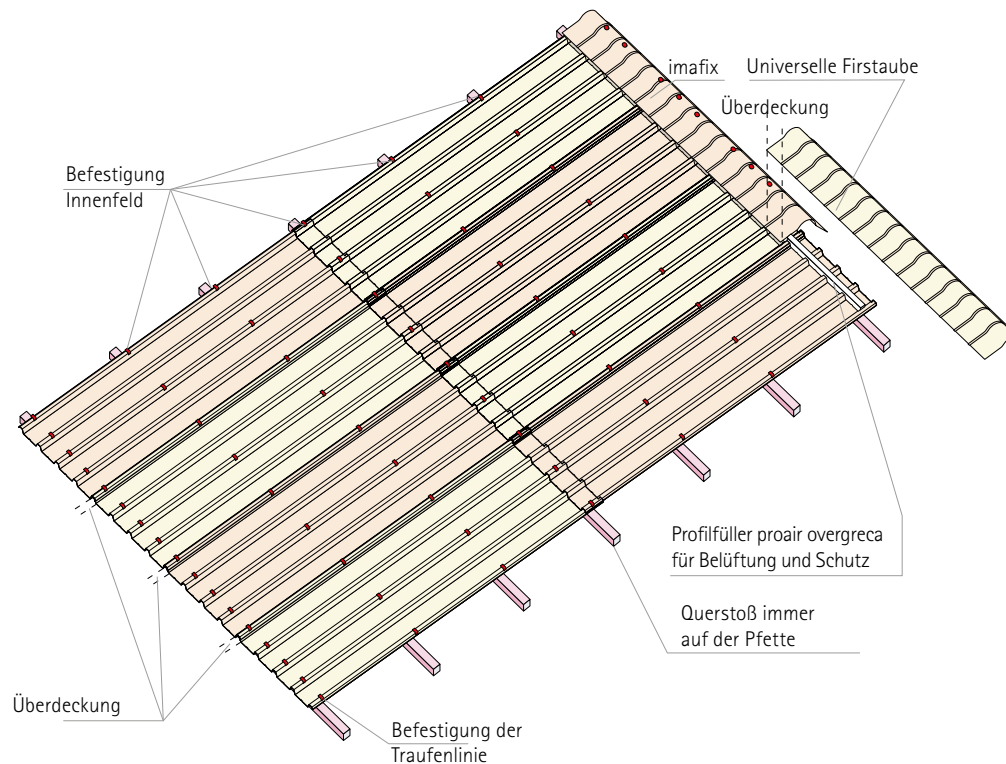 imafix
Universelle Firstaube
Überdeckung
Befestigung
Innenfeld
Profilfüller proair overgreca
für Belüftung und Schutz
Querstoß immer
auf der Pfette
Überdeckung
Befestigung der
Traufenlinie